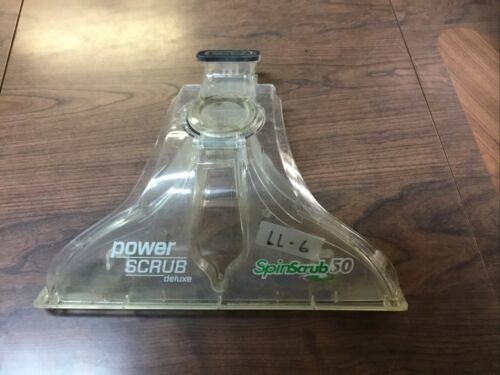 power
SCRUB
deluxe
LL-6
SpinScrub 50